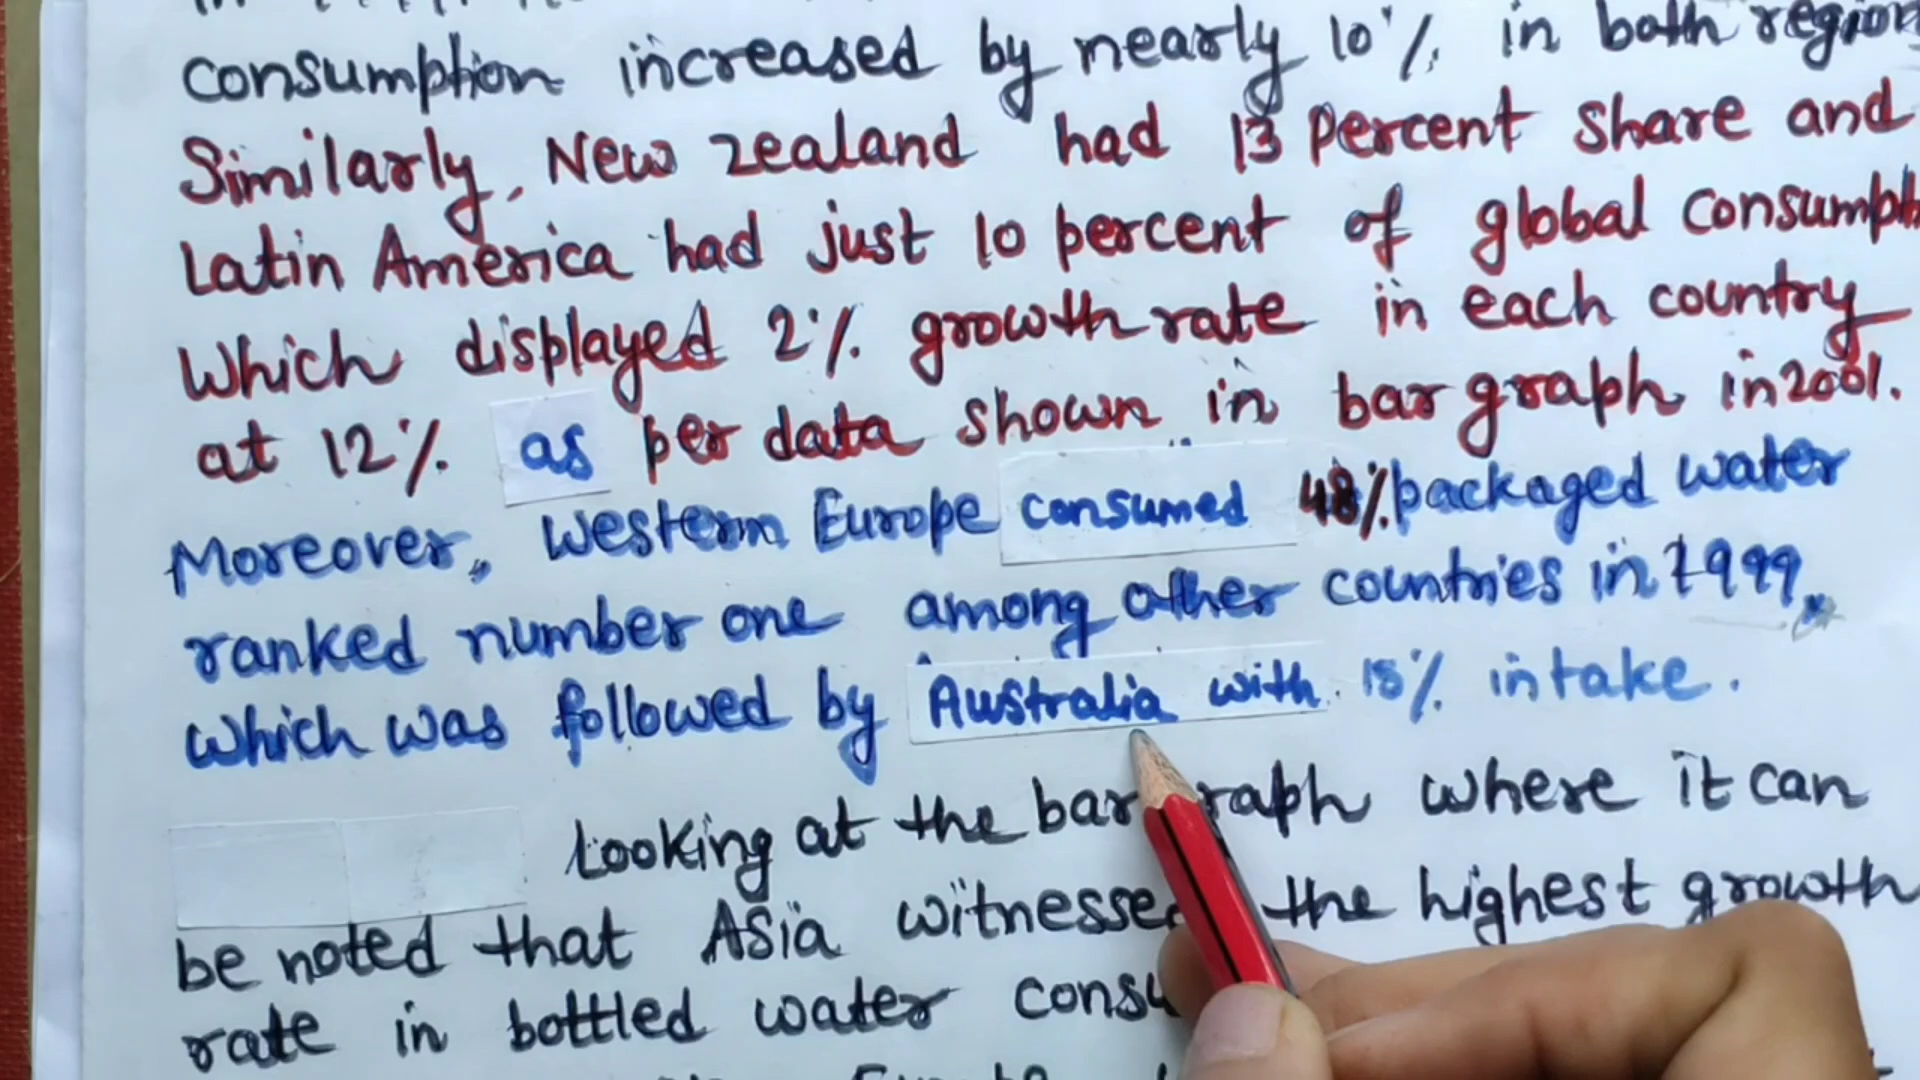 consumption increased by nearly 10% in both region
Similarly, New zealand had 13 percent share and
Latin America had just 10 percent of global consumpti
which displayed 2% growth rate in each country
at 12% as per data shown in bar graph in 2001.
Moreover, western Europe consumed 48% packaged water
ranked number one among other countries in 1999,
which was followed by Australia with 15% intake.
Looking at the bar graph where it can
be noted that Asia witnessed the highest growth
rate in bottled water consu